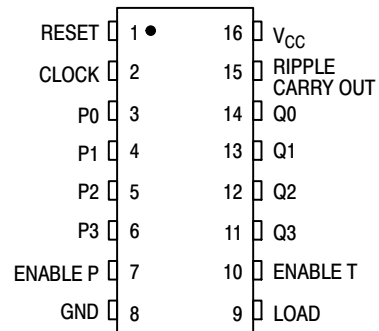 RESET 1 16 VCC
CLOCK 2 15 RIPPLE
CARRY OUT
P0 3 14 Q0
P1 4 13 Q1
P2 5 12 Q2
P3 6 11 Q3
ENABLE P 7 10 ENABLE T
GND 8 9 LOAD